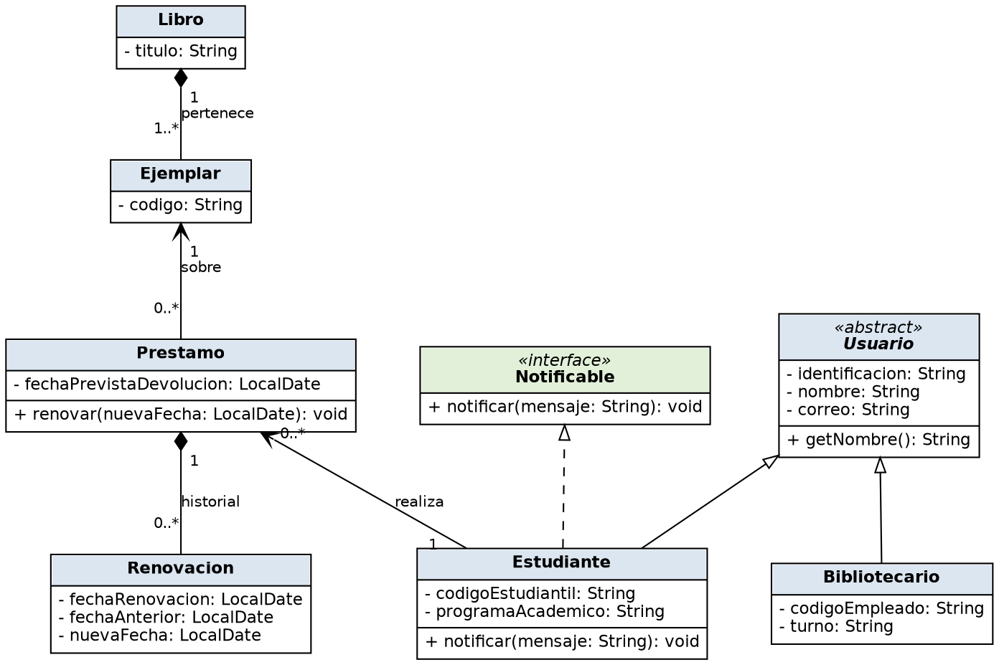 Libro
- titulo: String
1
pertenece
1..*
Ejemplar
- codigo: String
1
sobre
0..*
Prestamo
- fechaPrevistaDevolucion: LocalDate
+ renovar(nuevaFecha: LocalDate): void
«interface»
Notificable
+ notificar(mensaje: String): void
«abstract»
Usuario
- identificacion: String
- nombre: String
- correo: String
+ getNombre(): String
0..*
1
historial
0..*
realiza
1
Renovacion
- fechaRenovacion: LocalDate
- fechaAnterior: LocalDate
- nuevaFecha: LocalDate
Estudiante
- codigoEstudiantil: String
- programaAcademico: String
+ notificar(mensaje: String): void
Bibliotecario
- codigoEmpleado: String
- turno: String